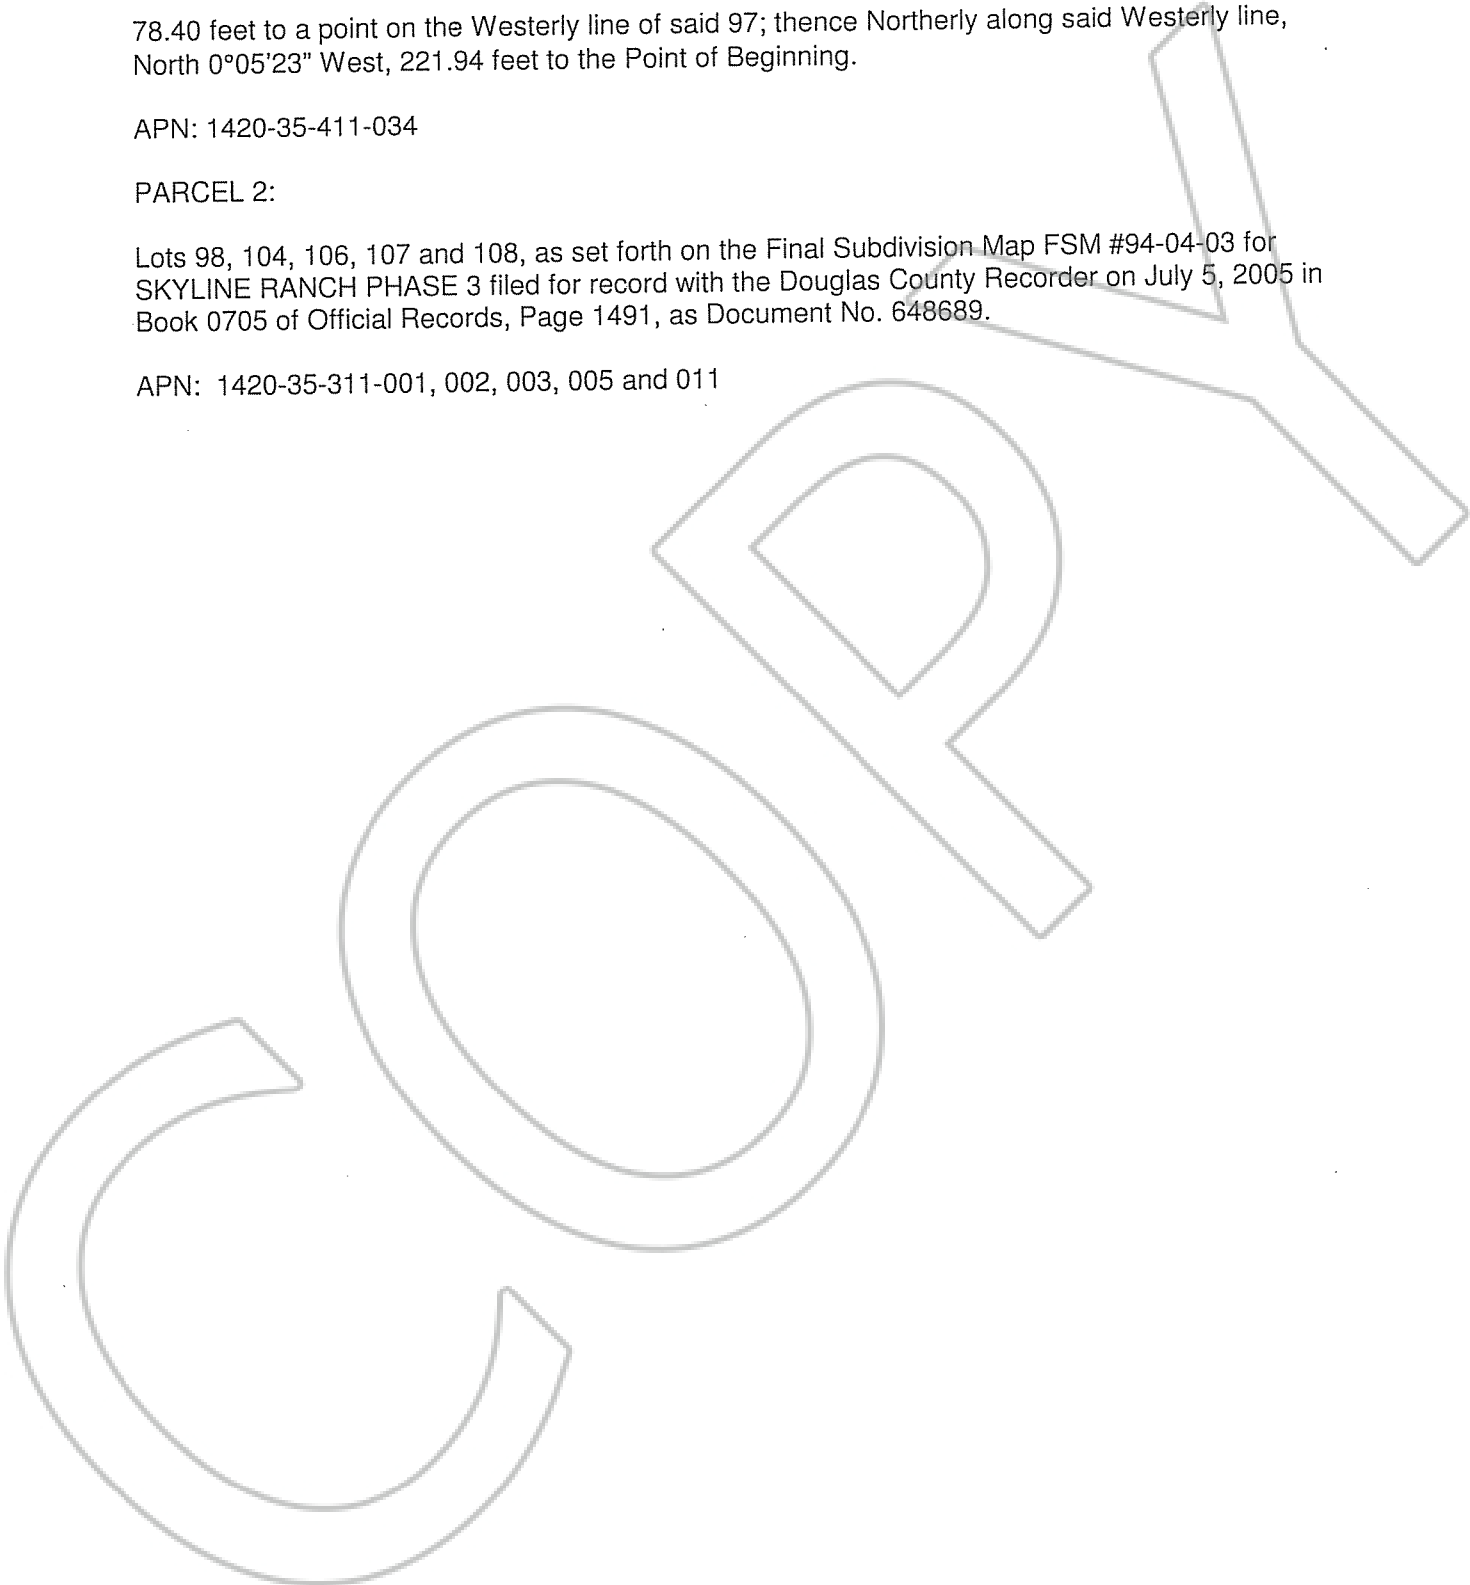 78.40 feet to a point on the Westerly line of said 97; thence Northerly along said Westerly line,
North 0°05'23" West, 221.94 feet to the Point of Beginning.
APN: 1420-35-411-034
PARCEL 2:
Lots 98, 104, 106, 107 and 108, as set forth on the Final Subdivision Map FSM #94-04-03 for
SKYLINE RANCH PHASE 3 filed for record with the Douglas County Recorder on July 5, 2005 in
Book 0705 of Official Records, Page 1491, as Document No. 648689.
APN: 1420-35-311-001, 002, 003, 005 and 011
COPY